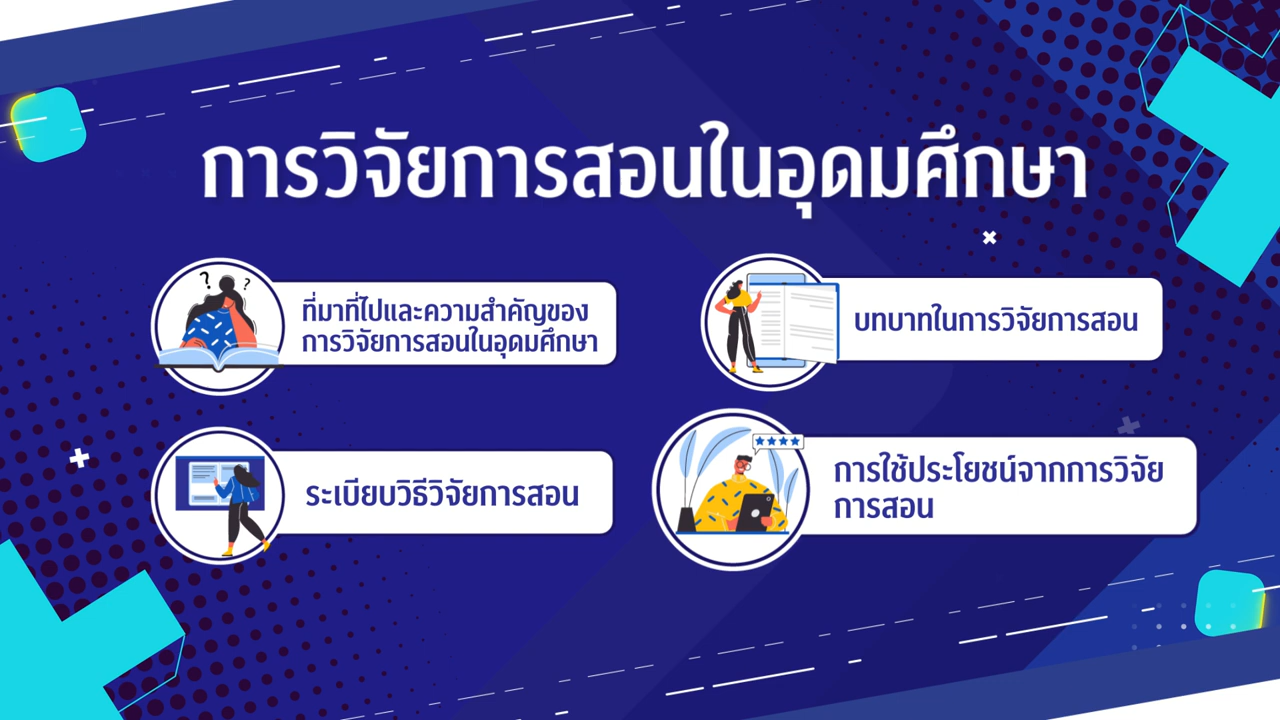 การวิจัยการสอนในอุดมศึกษา
ที่มาที่ไปและความสำคัญของ
การวิจัยการสอนในอุดมศึกษา
บทบาทในการวิจัยการสอน
ระเบียบวิธีวิจัยการสอน
การใช้ประโยชน์จากการวิจัย
การสอน